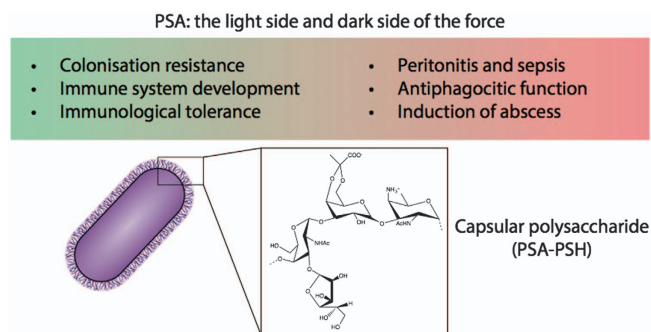 PSA: the light side and dark side of the force
• Colonisation resistance
• Immune system development
• Immunological tolerance
• Peritonitis and sepsis
• Antiphagocitic function
• Induction of abscess
COO-
O
O
NH3+
O
O
O
OH
O
AcHN
O
HO
NHAc
O
O
OH
O
HO
H
HO
HO
Capsular polysaccharide
(PSA-PSH)